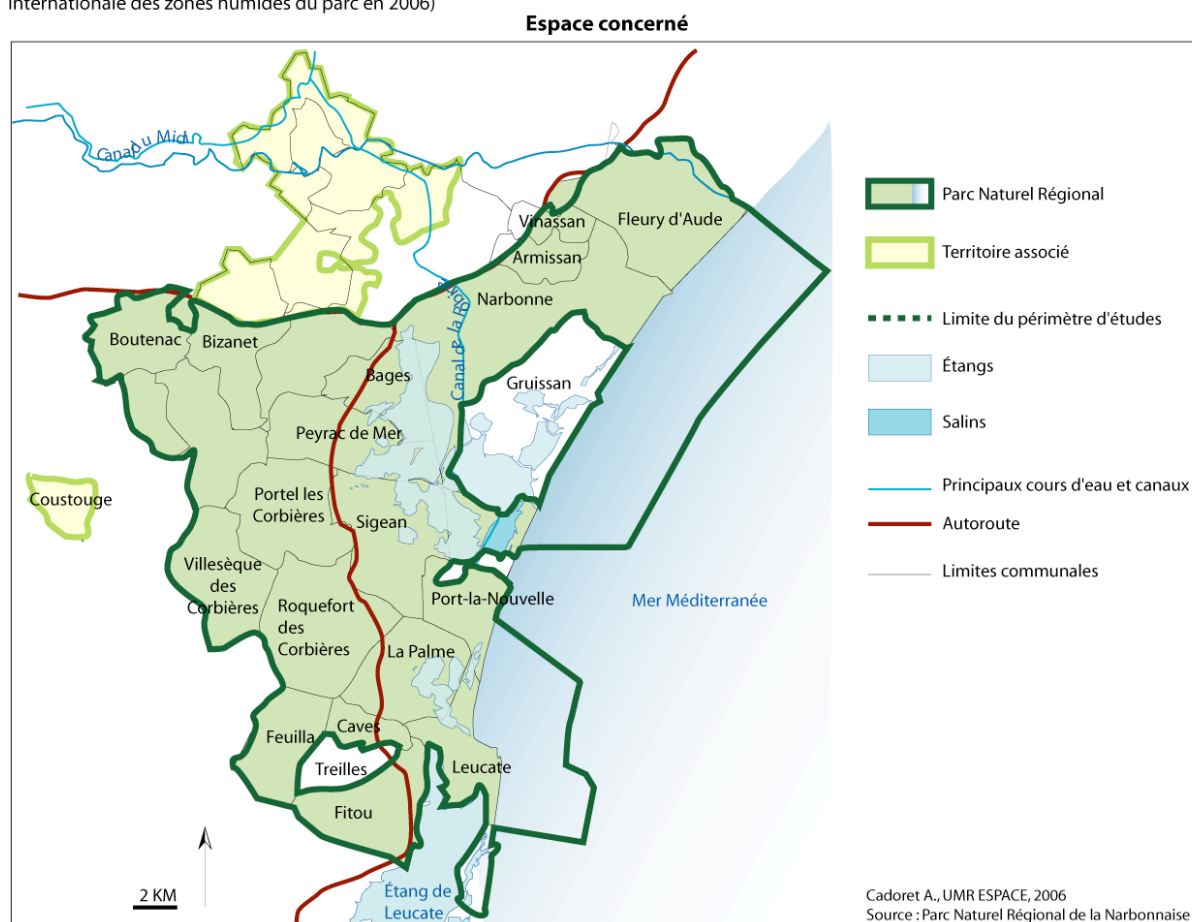 internationale des zones humides du parc en 2006)
Espace concerné
Canal du Midi
Vinassan
Fleury d'Aude
Armissan
Narbonne
Canal de la Robine
Boutenac
Bizanet
Bages
Gruissan
Peyrac de Mer
Coustouge
Portel les
Corbières
Sigean
Villesèque
des
Corbières
Roquefort
des
Corbières
Port-la-Nouvelle
Mer Méditerranée
La Palme
Feuilla
Caves
Treilles
Leucate
Fitou
Étang de
Leucate
2 KM
Parc Naturel Régional
Territoire associé
Limite du périmètre d'études
Étangs
Salins
Principaux cours d'eau et canaux
Autoroute
Limites communales
Cadoret A., UMR ESPACE, 2006
Source : Parc Naturel Régional de la Narbonnaise